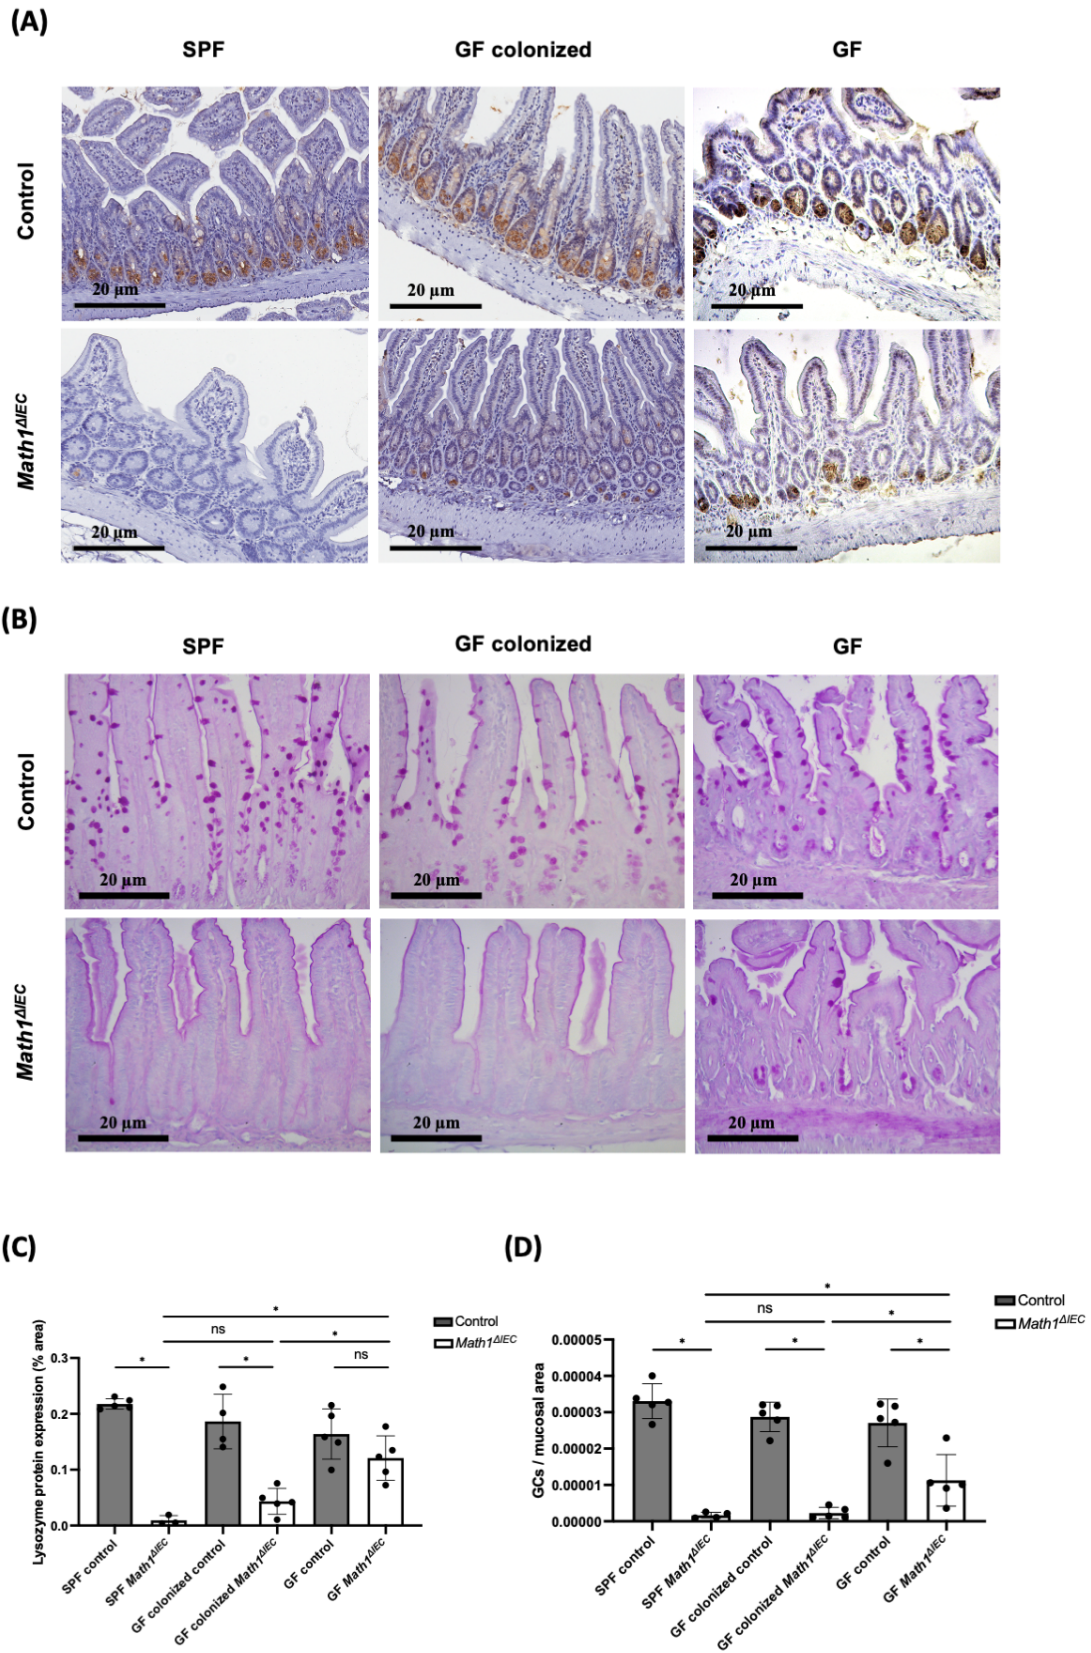 (A)
SPF
GF colonized
GF
Control
20 µm
20 µm
20 µm
Math1ΔIEC
20 µm
20 µm
20 µm
(B)
SPF
GF colonized
GF
Control
20 µm
20 µm
20 µm
Math1ΔIEC
20 µm
20 µm
20 µm
(C)
Lysozyme protein expression (% area)
*
ns
*
*
*
ns
Control
Math1ΔIEC
0.3
0.2
0.1
0.0
SPF control
SPF Math1ΔIEC
GF colonized control
GF colonized Math1ΔIEC
GF control
GF Math1ΔIEC
(D)
GCs / mucosal area
*
ns
*
*
*
*
Control
Math1ΔIEC
0.00005
0.00004
0.00003
0.00002
0.00001
0.00000
SPF control
SPF Math1ΔIEC
GF colonized control
GF colonized Math1ΔIEC
GF control
GF Math1ΔIEC